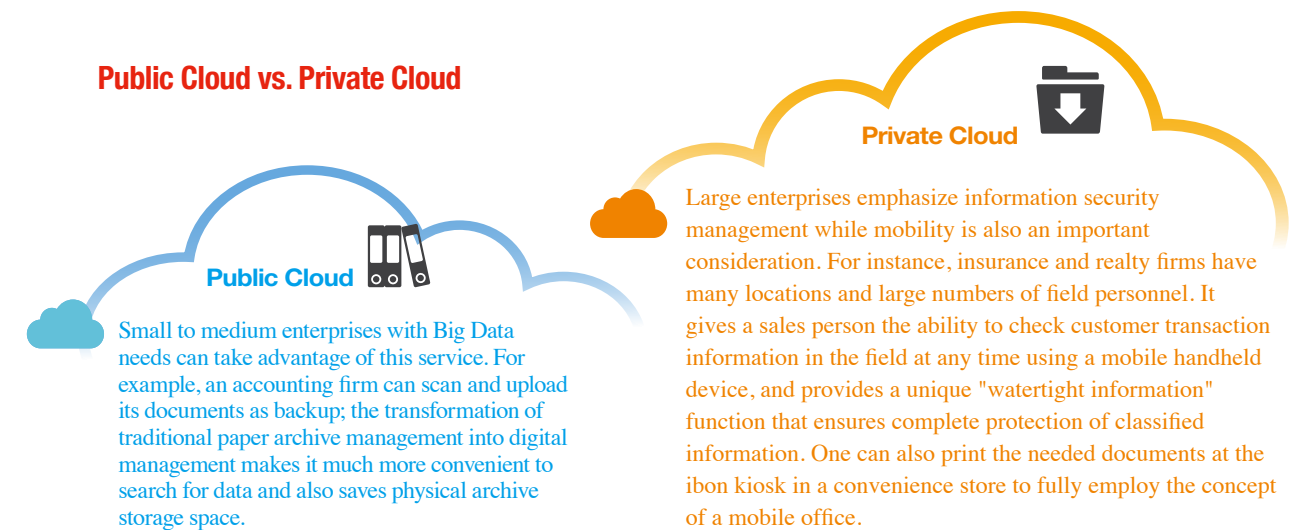 Public Cloud vs. Private Cloud
Public Cloud
Small to medium enterprises with Big Data
needs can take advantage of this service. For
example, an accounting firm can scan and upload
its documents as backup; the transformation of
traditional paper archive management into digital
management makes it much more convenient to
search for data and also saves physical archive
storage space.
Private Cloud
Large enterprises emphasize information security
management while mobility is also an important
consideration. For instance, insurance and realty firms have
many locations and large numbers of field personnel. It
gives a sales person the ability to check customer transaction
information in the field at any time using a mobile handheld
device, and provides a unique "watertight information"
function that ensures complete protection of classified
information. One can also print the needed documents at the
ibon kiosk in a convenience store to fully employ the concept
of a mobile office.